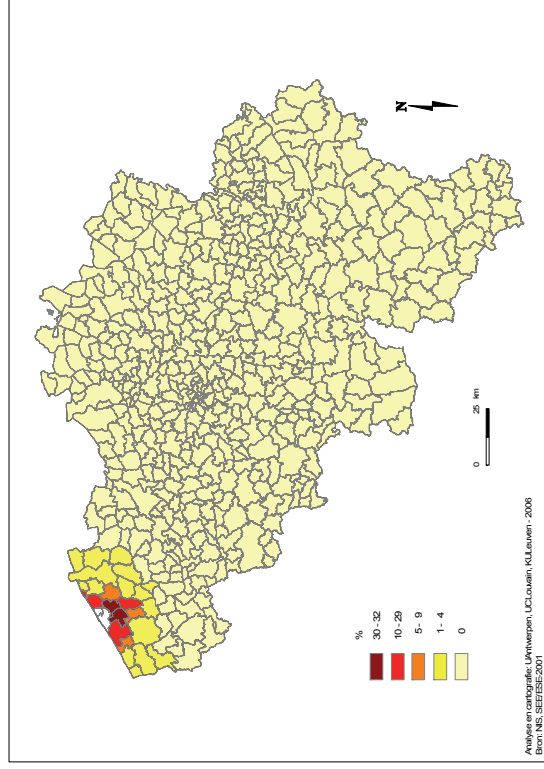 N
25 km
%
30 - 32
10 - 29
5 - 9
1 - 4
0
Analyse en cartografie: UAntwerpen, UCLouvain, KULeuven - 2006
Bron: NIS, SEE/ESE-2001